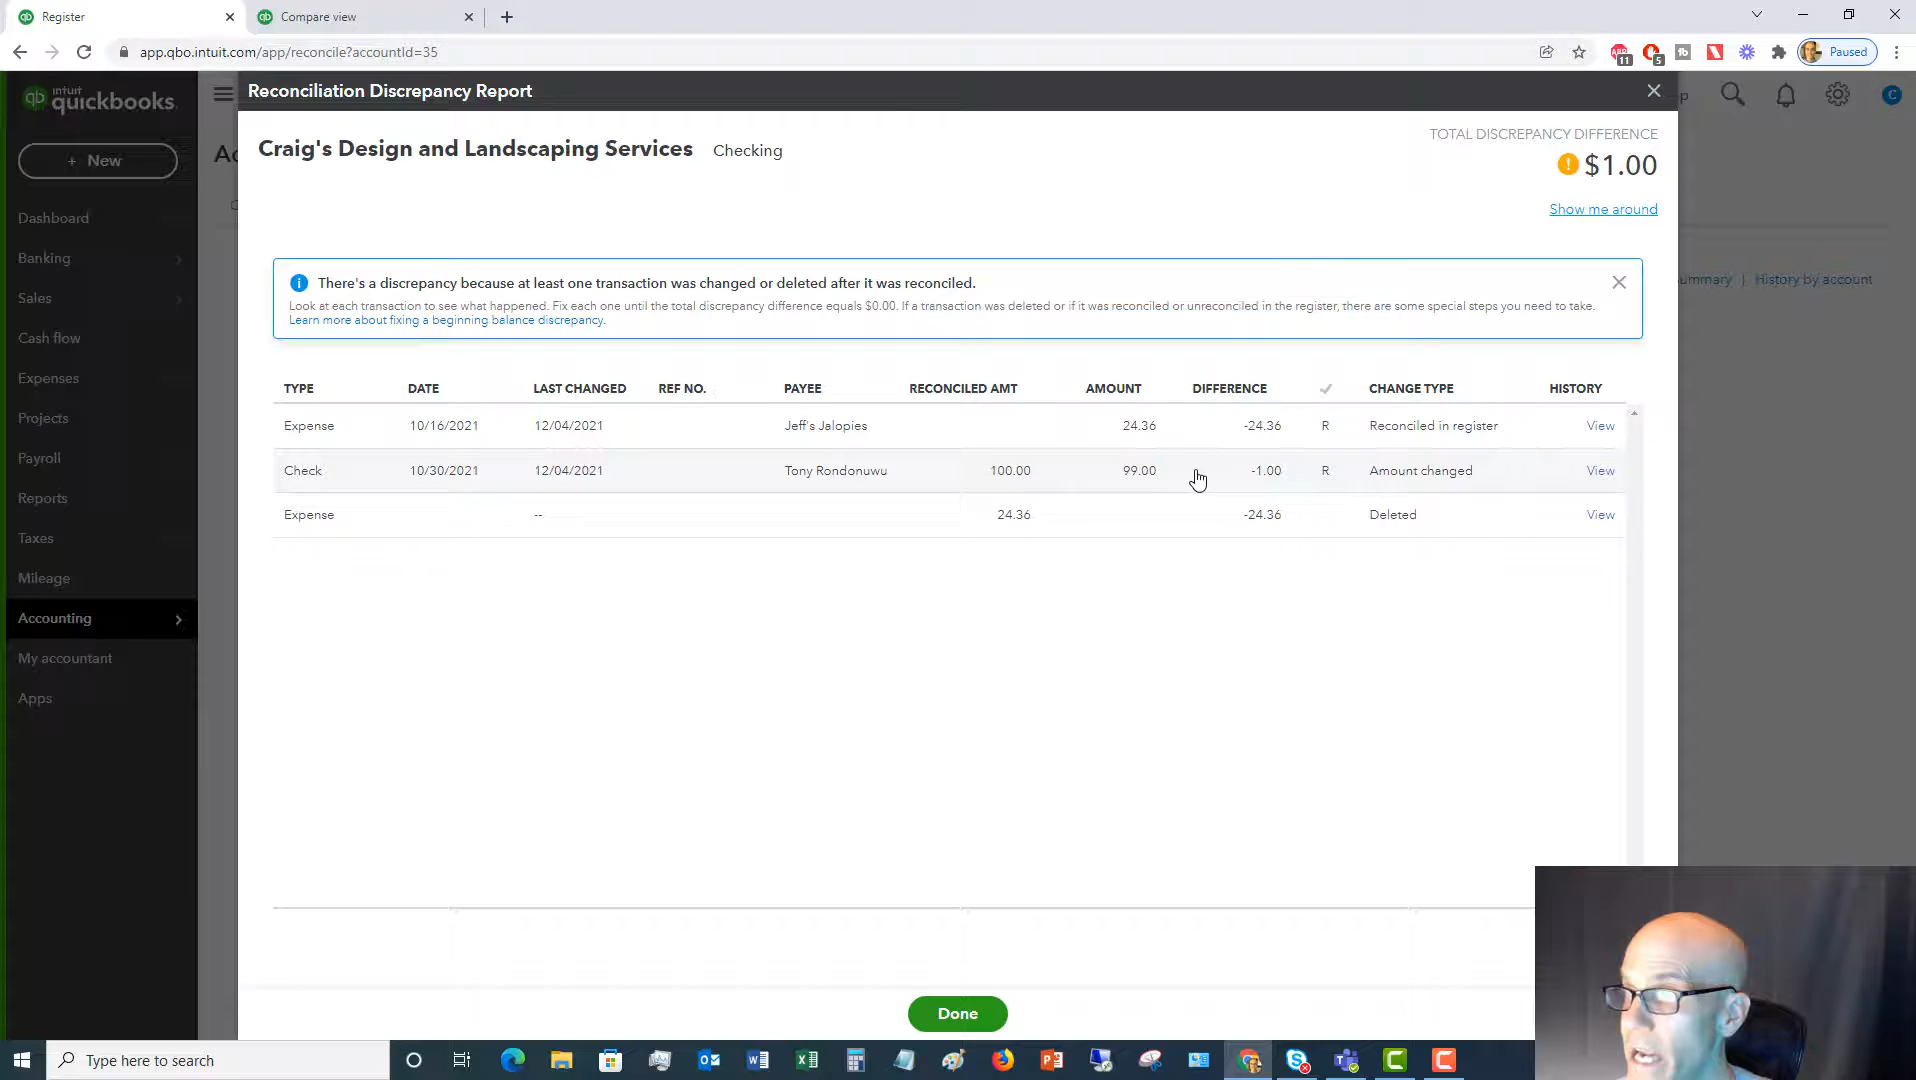 Register
Compare view
app.qbo.intuit.com/app/reconcile?accountId=35
11
5
Paused
intuit
quickbooks.
Reconciliation Discrepancy Report
C
+ New
Ac
Craig's Design and Landscaping Services Checking
TOTAL DISCREPANCY DIFFERENCE
! $1.00
Show me around
Dashboard
Banking
Sales
Cash flow
Expenses
Projects
Payroll
Reports
Taxes
Mileage
Accounting
My accountant
Apps
There's a discrepancy because at least one transaction was changed or deleted after it was reconciled.
Look at each transaction to see what happened. Fix each one until the total discrepancy difference equals $0.00. If a transaction was deleted or if it was reconciled or unreconciled in the register, there are some special steps you need to take.
Learn more about fixing a beginning balance discrepancy.
ummary | History by account
TYPE DATE LAST CHANGED REF NO. PAYEE RECONCILED AMT AMOUNT DIFFERENCE ✓ CHANGE TYPE HISTORY
Expense 10/16/2021 12/04/2021 Jeff's Jalopies 24.36 -24.36 R Reconciled in register View
Check 10/30/2021 12/04/2021 Tony Rondonuwu 100.00 99.00 -1.00 R Amount changed View
Expense -- 24.36 -24.36 Deleted View
Done
Type here to search